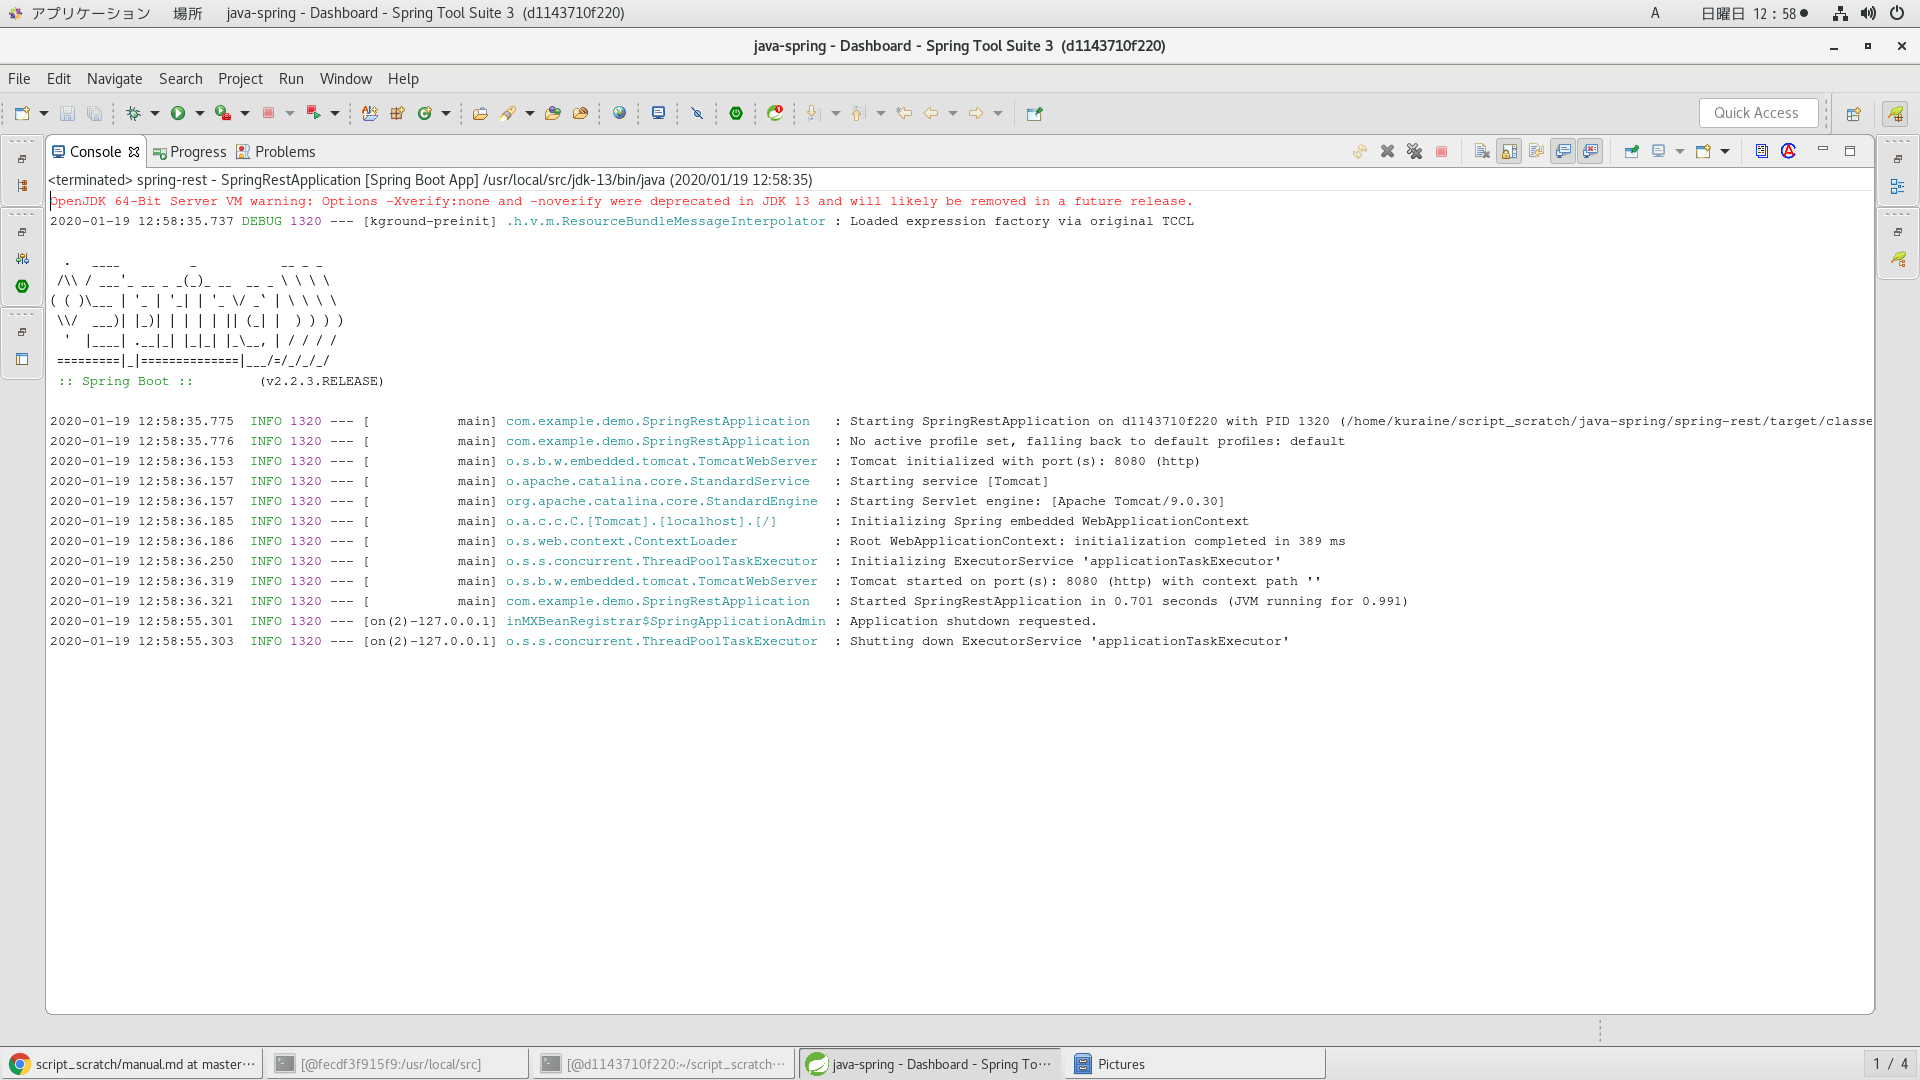 アプリケーション 場所 java-spring - Dashboard - Spring Tool Suite 3 (d1143710f220) A 日曜日 12 : 58●
java-spring - Dashboard - Spring Tool Suite 3 (d1143710f220)
File Edit Navigate Search Project Run Window Help
Quick Access
Console Progress Problems
<terminated> spring-rest - SpringRestApplication [Spring Boot App] /usr/local/src/jdk-13/bin/java (2020/01/19 12:58:35)
OpenJDK 64-Bit Server VM warning: Options -Xverify:none and -noverify were deprecated in JDK 13 and will likely be removed in a future release.
2020-01-19 12:58:35.737 DEBUG 1320 --- [kground-preinit] .h.v.m.ResourceBundleMessageInterpolator : Loaded expression factory via original TCCL
  .   ____          _            __ _ _
 /\\ / ___'_ __ _ _(_)_ __  __ _ \ \ \ \
( ( )\___ | '_ | '_| | '_ \/ _` | \ \ \ \
 \\/  ___)| |_)| | | | | || (_| |  ) ) ) )
  '  |____| .__|_| |_|_| |_\__, | / / / /
 =========|_|==============|___/=/_/_/_/
 :: Spring Boot ::        (v2.2.3.RELEASE)
2020-01-19 12:58:35.775  INFO 1320 --- [           main] com.example.demo.SpringRestApplication   : Starting SpringRestApplication on d1143710f220 with PID 1320 (/home/kuraine/script_scratch/java-spring/spring-rest/target/classe
2020-01-19 12:58:35.776  INFO 1320 --- [           main] com.example.demo.SpringRestApplication   : No active profile set, falling back to default profiles: default
2020-01-19 12:58:36.153  INFO 1320 --- [           main] o.s.b.w.embedded.tomcat.TomcatWebServer  : Tomcat initialized with port(s): 8080 (http)
2020-01-19 12:58:36.157  INFO 1320 --- [           main] o.apache.catalina.core.StandardService   : Starting service [Tomcat]
2020-01-19 12:58:36.157  INFO 1320 --- [           main] org.apache.catalina.core.StandardEngine  : Starting Servlet engine: [Apache Tomcat/9.0.30]
2020-01-19 12:58:36.185  INFO 1320 --- [           main] o.a.c.c.C.[Tomcat].[localhost].[/]       : Initializing Spring embedded WebApplicationContext
2020-01-19 12:58:36.186  INFO 1320 --- [           main] o.s.web.context.ContextLoader            : Root WebApplicationContext: initialization completed in 389 ms
2020-01-19 12:58:36.250  INFO 1320 --- [           main] o.s.s.concurrent.ThreadPoolTaskExecutor  : Initializing ExecutorService 'applicationTaskExecutor'
2020-01-19 12:58:36.319  INFO 1320 --- [           main] o.s.b.w.embedded.tomcat.TomcatWebServer  : Tomcat started on port(s): 8080 (http) with context path ''
2020-01-19 12:58:36.321  INFO 1320 --- [           main] com.example.demo.SpringRestApplication   : Started SpringRestApplication in 0.701 seconds (JVM running for 0.991)
2020-01-19 12:58:55.301  INFO 1320 --- [on(2)-127.0.0.1] inMXBeanRegistrar$SpringApplicationAdmin : Application shutdown requested.
2020-01-19 12:58:55.303  INFO 1320 --- [on(2)-127.0.0.1] o.s.s.concurrent.ThreadPoolTaskExecutor  : Shutting down ExecutorService 'applicationTaskExecutor'
script_scratch/manual.md at master··· [@fecdf3f915f9:/usr/local/src] [@d1143710f220:~/script_scratch··· java-spring - Dashboard - Spring To··· Pictures 1 / 4